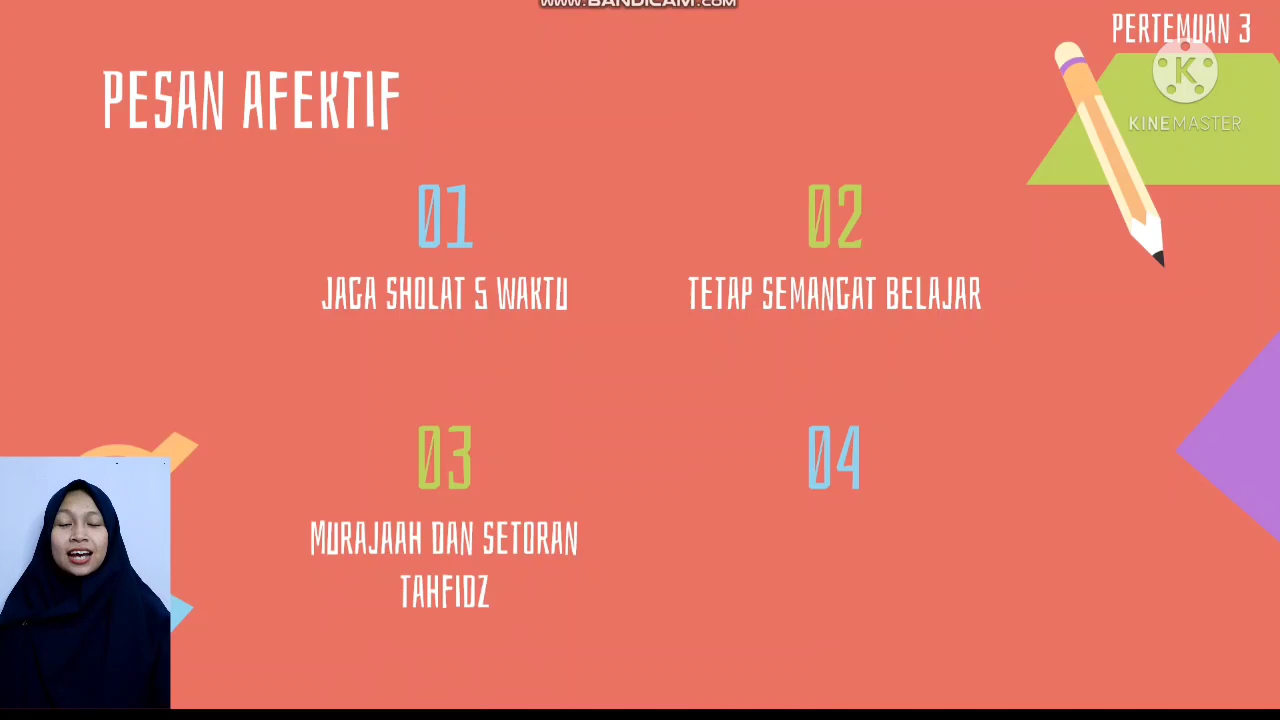 www.BANDICAM.com
PERTEMUAN 3
KINEMASTER
PESAN AFEKTIF
01
02
JAGA SHOLAT 5 WAKTU
TETAP SEMANGAT BELAJAR
03
04
MURAJAAH DAN SETORAN
TAHFIDZ